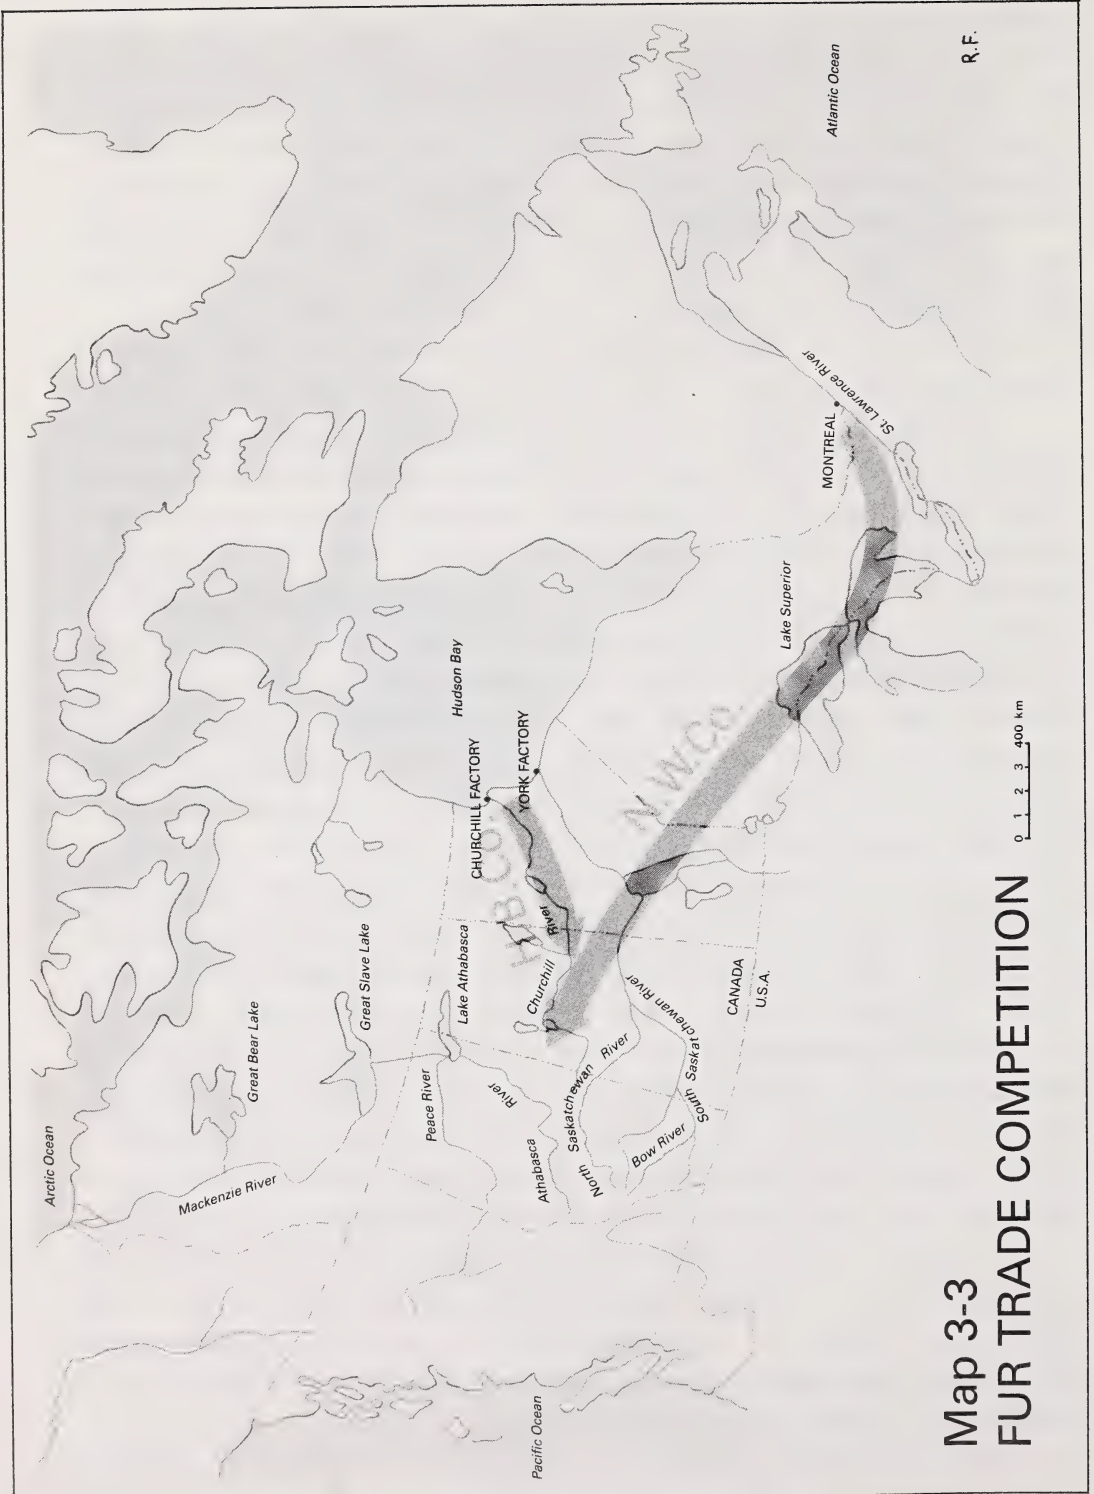 Arctic Ocean
Great Bear Lake
Mackenzie River
Great Slave Lake
Lake Athabasca
Peace River
Athabasca River
CHURCHILL FACTORY
YORK FACTORY
Hudson Bay
H.B.Co.
Churchill River
N.W.Co.
North Saskatchewan River
South Saskatchewan River
Bow River
CANADA
U.S.A.
Lake Superior
MONTREAL
St. Lawrence River
Atlantic Ocean
Pacific Ocean
Map 3-3
FUR TRADE COMPETITION
0 1 2 3 400 km
R.F.